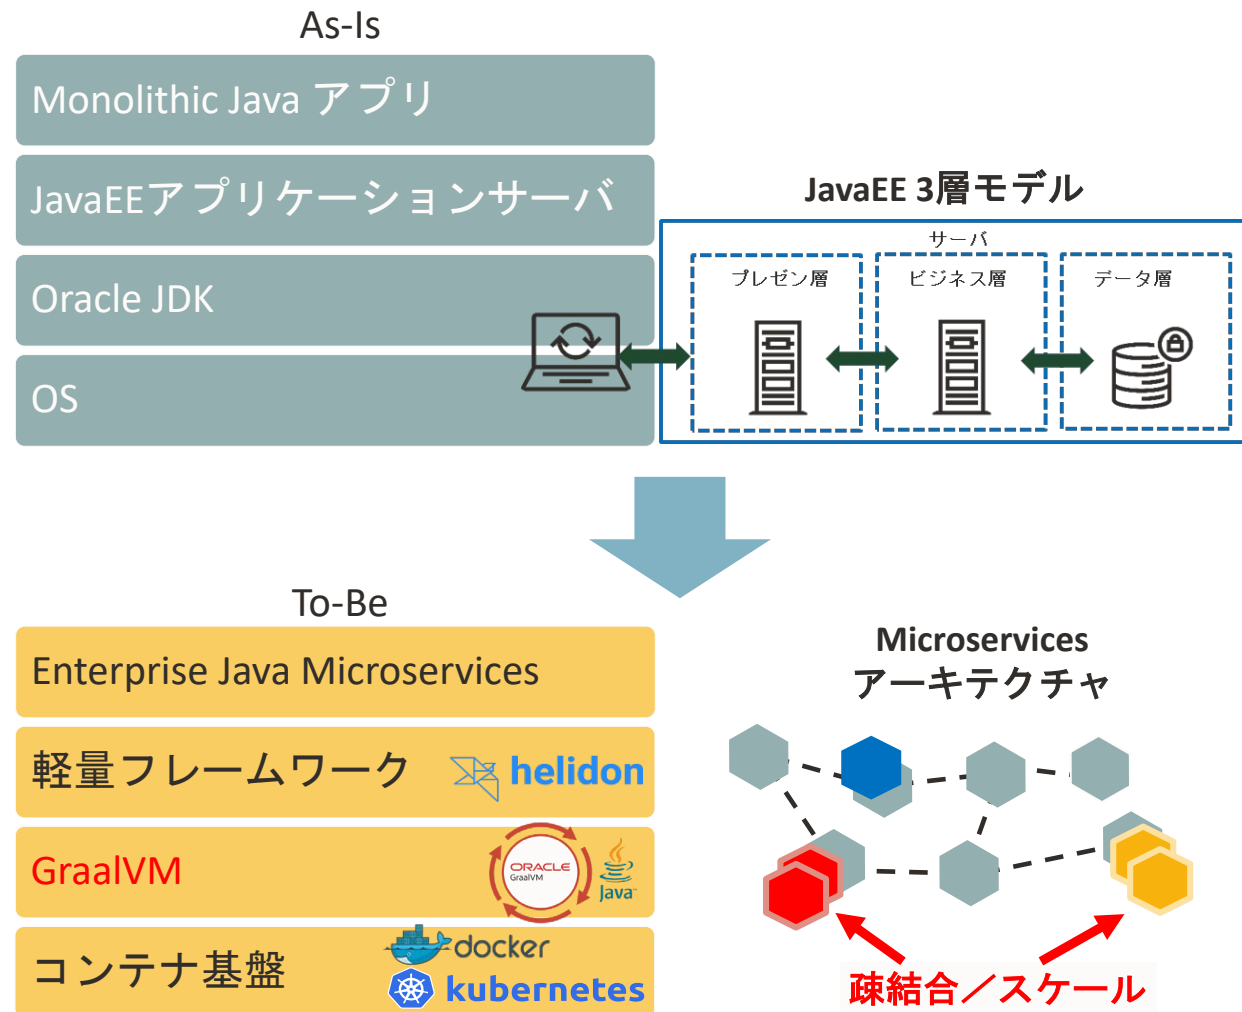 As-Is
Monolithic Java アプリ
JavaEEアプリケーションサーバ
Oracle JDK
OS
JavaEE 3層モデル
サーバ
プレゼン層
ビジネス層
データ層
To-Be
Enterprise Java Microservices
軽量フレームワーク
helidon
GraalVM
ORACLE
GraalVM
Java
コンテナ基盤
docker
kubernetes
Microservices
アーキテクチャ
疎結合／スケール